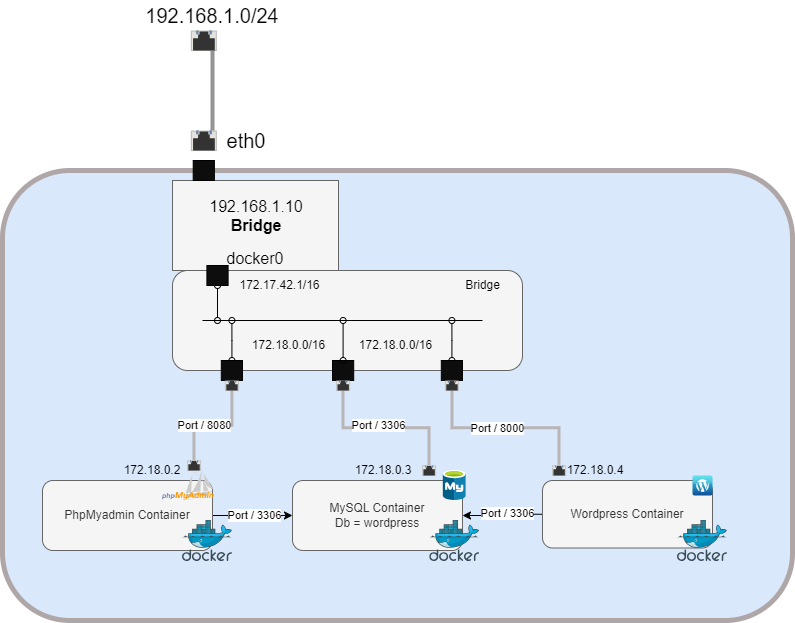 192.168.1.0/24
eth0
192.168.1.10
Bridge
docker0
172.17.42.1/16
Bridge
172.18.0.0/16
172.18.0.0/16
Port / 8080
Port / 3306
Port / 8000
172.18.0.2
172.18.0.3
172.18.0.4
phpMyAdmin
My
W
PhpMyadmin Container
Port / 3306
MySQL Container
Db = wordpress
Port / 3306
Wordpress Container
docker
docker
docker